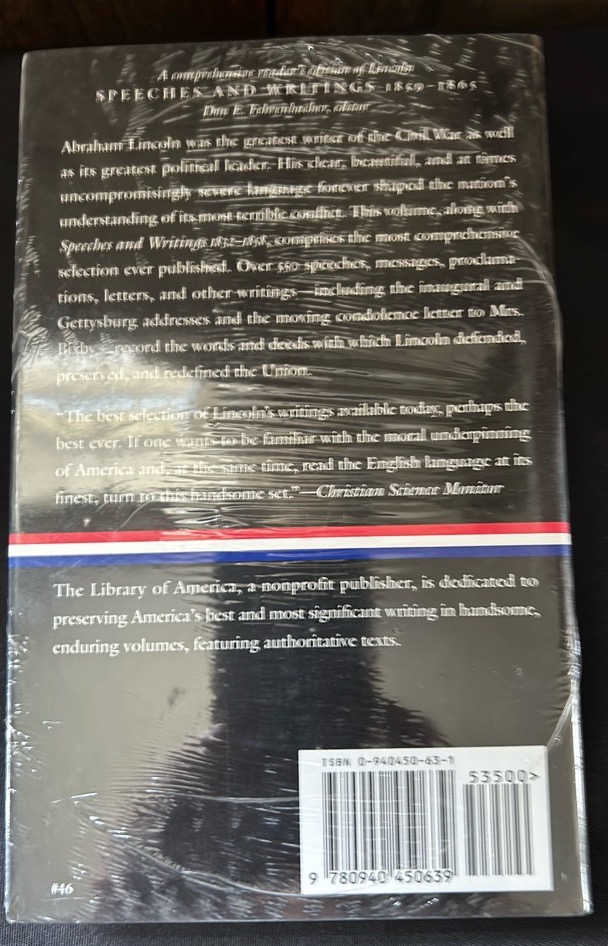 A comprehensive reader's edition of Lincoln
SPEECHES AND WRITINGS 1859–1865
Don E. Fehrenbacher, editor
Abraham Lincoln was the greatest writer of the Civil War as well
as its greatest political leader. His clear, beautiful, and at times
uncompromisingly severe language forever shaped the nation's
understanding of its most terrible conflict. This volume, along with
Speeches and Writings 1832–1858, comprises the most comprehensive
selection ever published. Over 550 speeches, messages, proclama-
tions, letters, and other writings—including the inaugural and
Gettysburg addresses and the moving condolence letter to Mrs.
Bixby—record the words and deeds with which Lincoln defended,
preserved, and redefined the Union.
"The best selection of Lincoln's writings available today, perhaps the
best ever. If one wants to be familiar with the moral underpinning
of America and, at the same time, read the English language at its
finest, turn to this handsome set."—Christian Science Monitor
The Library of America, a nonprofit publisher, is dedicated to
preserving America's best and most significant writing in handsome,
enduring volumes, featuring authoritative texts.
ISBN 0-940450-63-1
53500>
9 780940 450639
#46